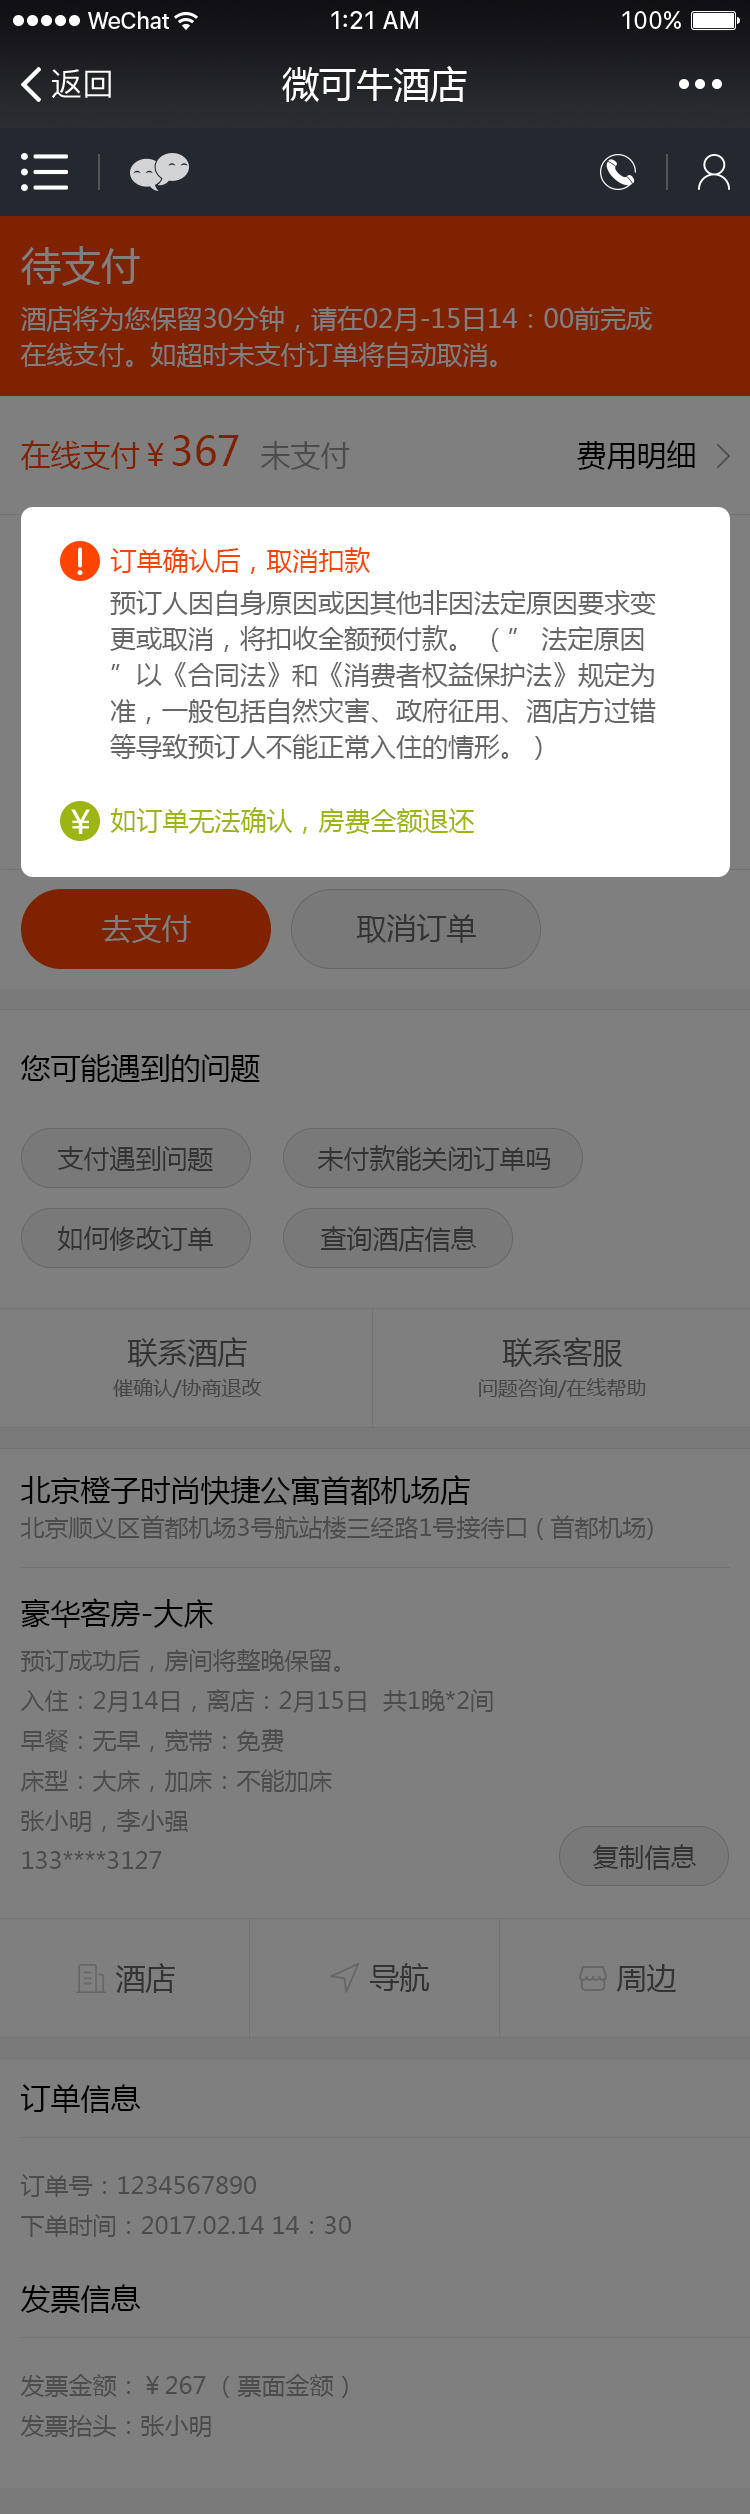 WeChat 1:21 AM 100%
返回 微可牛酒店
待支付
酒店将为您保留30分钟，请在02月-15日14：00前完成
在线支付。如超时未支付订单将自动取消。
在线支付 ¥ 367 未支付 费用明细
订单确认后，取消扣款
预订人因自身原因或因其他非因法定原因要求变
更或取消，将扣收全额预付款。（ ” 法定原因
” 以《合同法》和《消费者权益保护法》规定为
准，一般包括自然灾害、政府征用、酒店方过错
等导致预订人不能正常入住的情形。）
¥ 如订单无法确认，房费全额退还
去支付 取消订单
您可能遇到的问题
支付遇到问题 未付款能关闭订单吗
如何修改订单 查询酒店信息
联系酒店 联系客服
催确认/协商退改 问题咨询/在线帮助
北京橙子时尚快捷公寓首都机场店
北京顺义区首都机场3号航站楼三经路1号接待口（首都机场）
豪华客房-大床
预订成功后，房间将整晚保留。
入住：2月14日，离店：2月15日 共1晚*2间
早餐：无早，宽带：免费
床型：大床，加床：不能加床
张小明，李小强
133****3127 复制信息
酒店 导航 周边
订单信息
订单号：1234567890
下单时间：2017.02.14 14：30
发票信息
发票金额：¥267（票面金额）
发票抬头：张小明